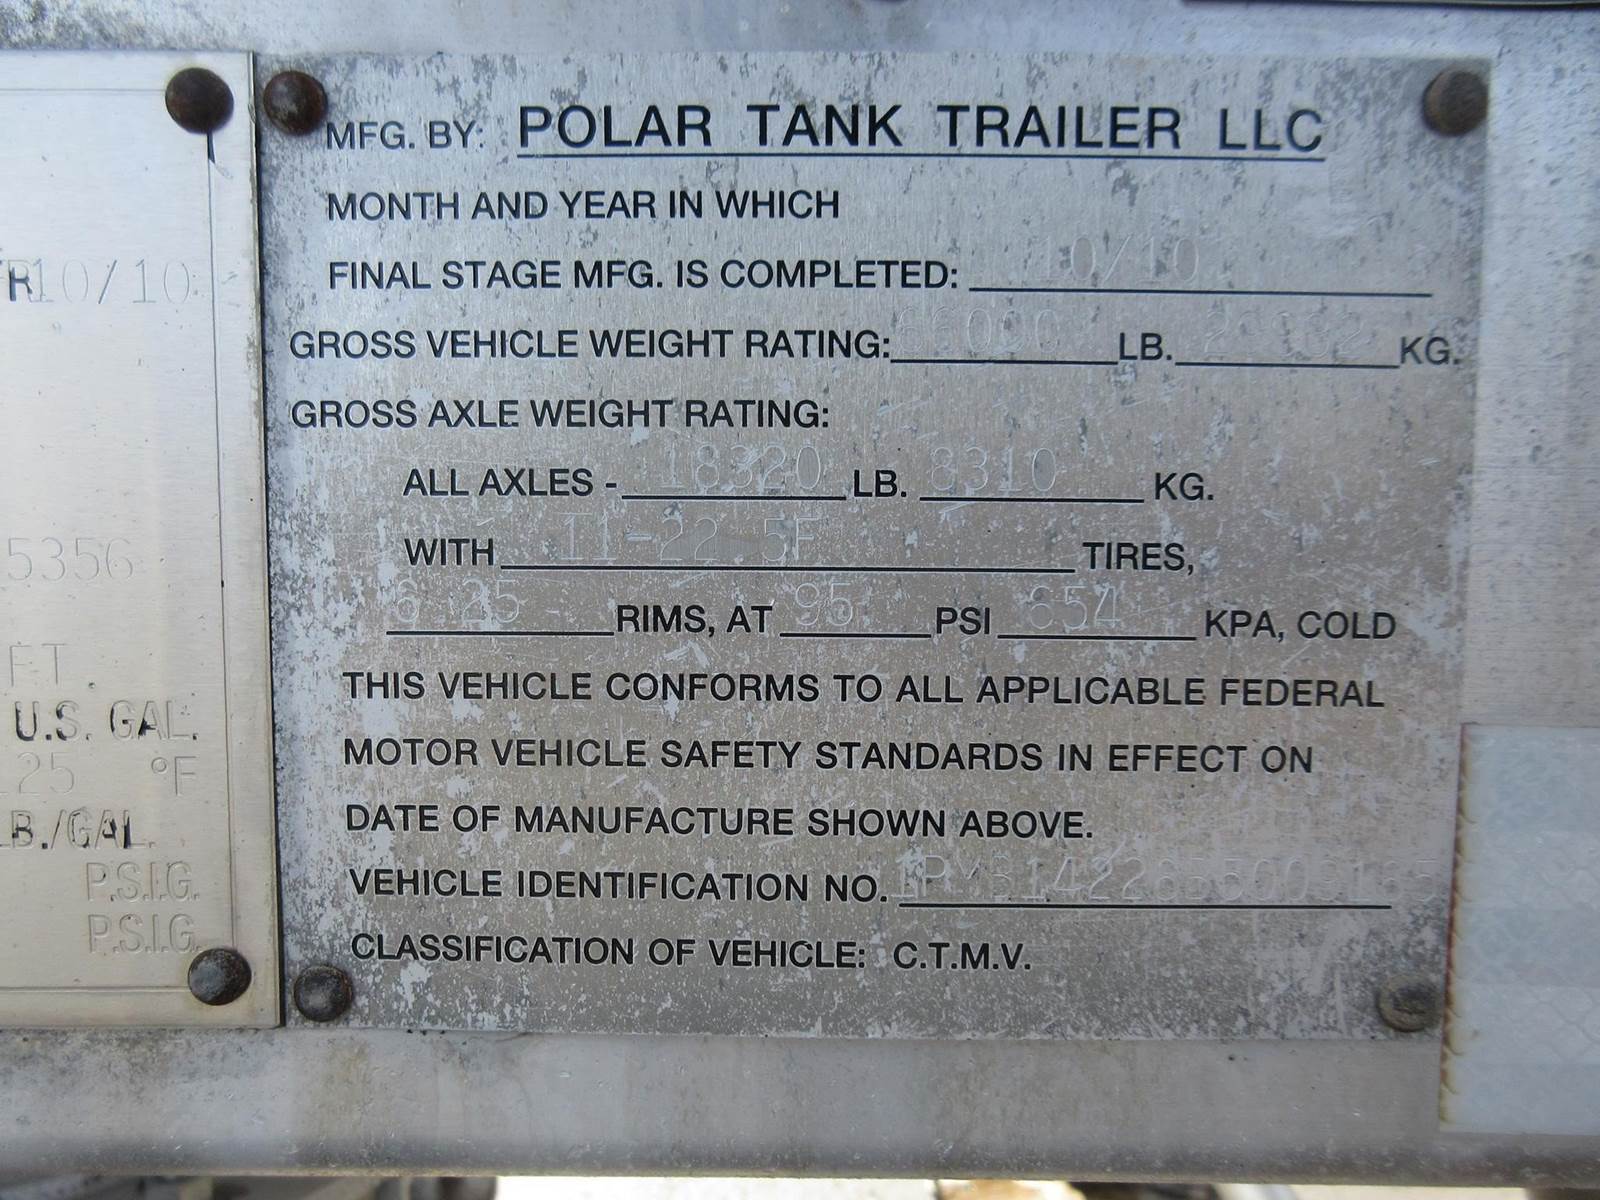 MFG. BY: POLAR TANK TRAILER LLC
MONTH AND YEAR IN WHICH
FINAL STAGE MFG. IS COMPLETED: 10/10
GROSS VEHICLE WEIGHT RATING: LB. KG.
GROSS AXLE WEIGHT RATING:
ALL AXLES - 18320 LB. 8310 KG.
WITH 11-22.5F TIRES,
6.25 RIMS, AT 95 PSI 654 KPA, COLD
THIS VEHICLE CONFORMS TO ALL APPLICABLE FEDERAL
MOTOR VEHICLE SAFETY STANDARDS IN EFFECT ON
DATE OF MANUFACTURE SHOWN ABOVE.
VEHICLE IDENTIFICATION NO.
CLASSIFICATION OF VEHICLE: C.T.M.V.
R10/10
5356
FT
U.S. GAL.
25 °F
LB./GAL.
P.S.I.G.
P.S.I.G.